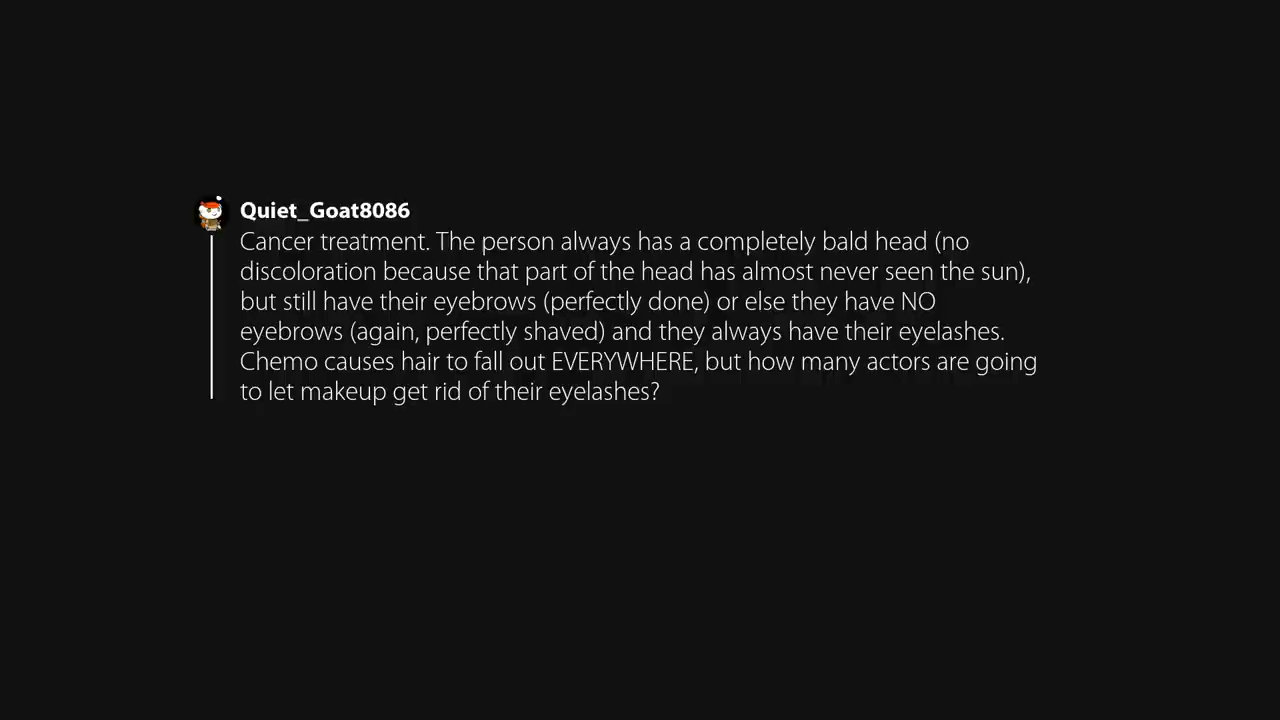 Quiet_Goat8086
Cancer treatment. The person always has a completely bald head (no
discoloration because that part of the head has almost never seen the sun),
but still have their eyebrows (perfectly done) or else they have NO
eyebrows (again, perfectly shaved) and they always have their eyelashes.
Chemo causes hair to fall out EVERYWHERE, but how many actors are going
to let makeup get rid of their eyelashes?